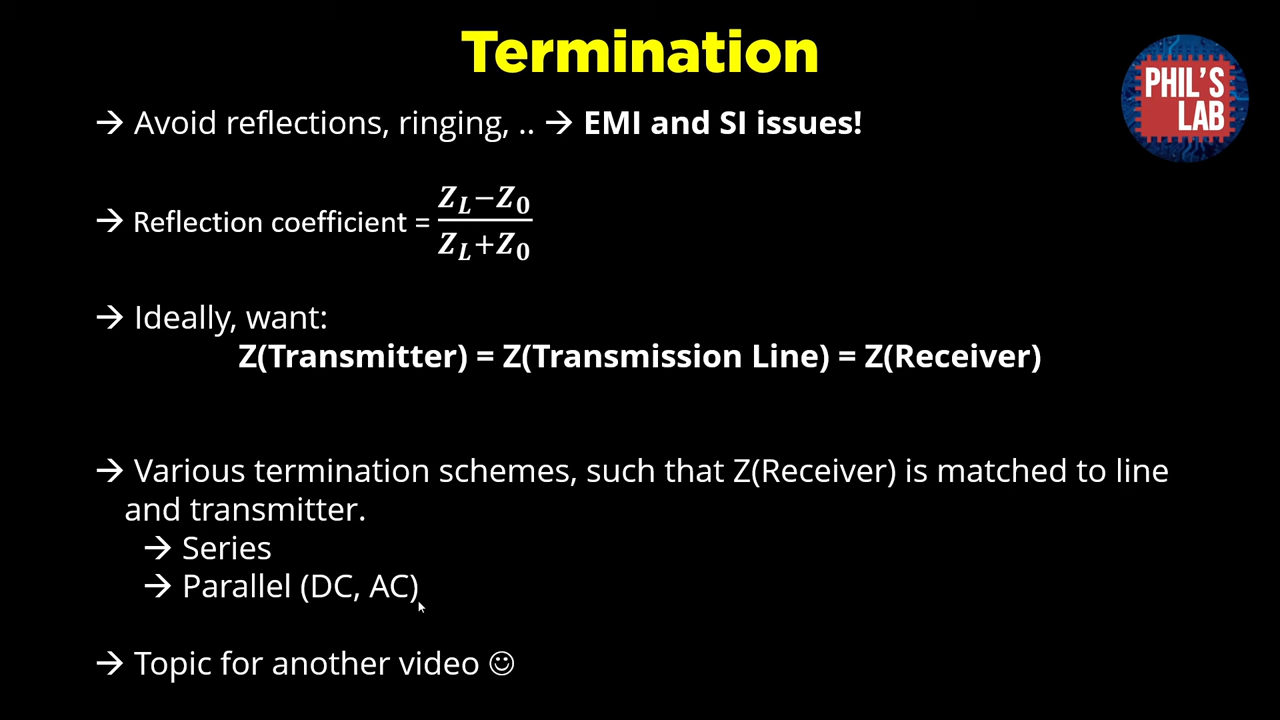 Termination
PHIL'S
LAB
→ Avoid reflections, ringing, .. → EMI and SI issues!
→ Reflection coefficient = \frac{Z_L - Z_0}{Z_L + Z_0}
→ Ideally, want:
Z(Transmitter) = Z(Transmission Line) = Z(Receiver)
→ Various termination schemes, such that Z(Receiver) is matched to line
and transmitter.
→ Series
→ Parallel (DC, AC)
→ Topic for another video ☺